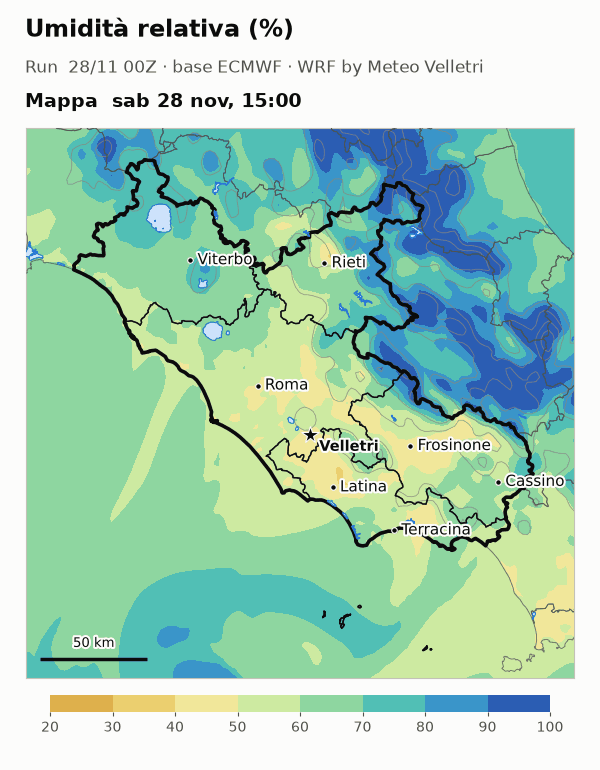 Umidità relativa (%)
Run  28/11 00Z · base ECMWF · WRF by Meteo Velletri
Mappa  sab 28 nov, 15:00
Viterbo
Rieti
Roma
Velletri
Frosinone
Cassino
Latina
Terracina
50 km
20 30 40 50 60 70 80 90 100